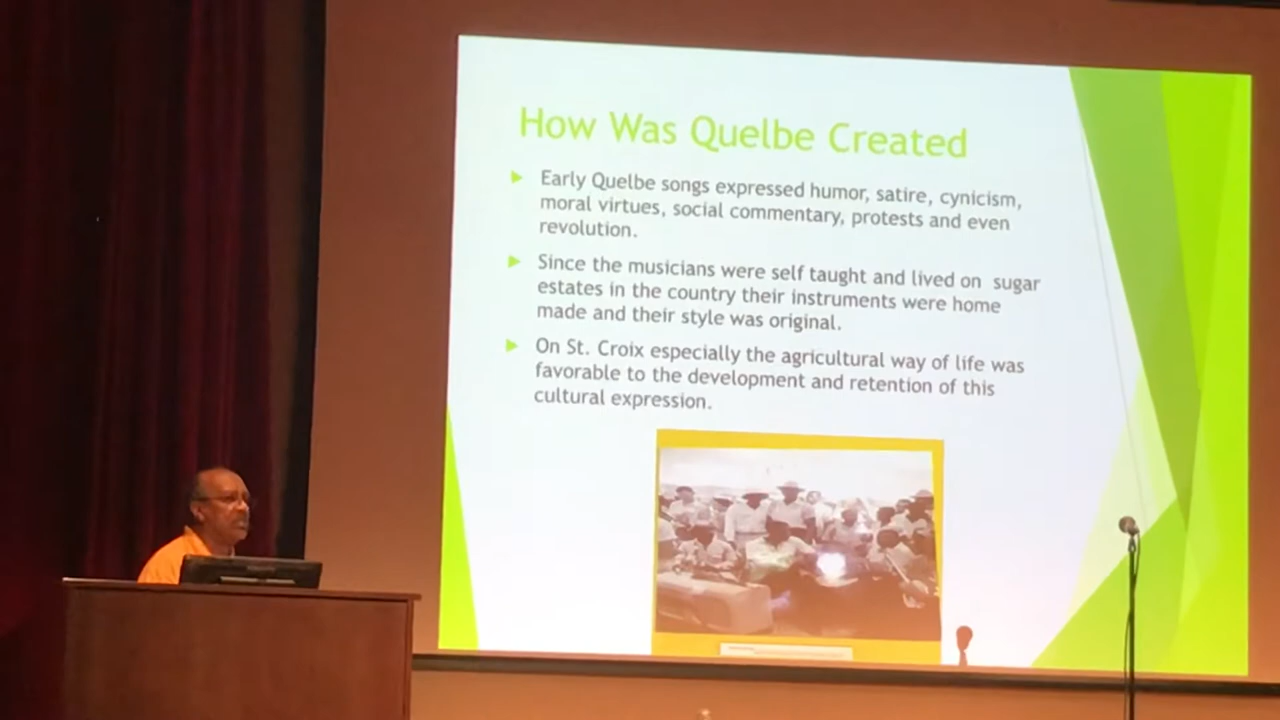 How Was Quelbe Created
Early Quelbe songs expressed humor, satire, cynicism,
moral virtues, social commentary, protests and even
revolution.
Since the musicians were self taught and lived on sugar
estates in the country their instruments were home
made and their style was original.
On St. Croix especially the agricultural way of life was
favorable to the development and retention of this
cultural expression.